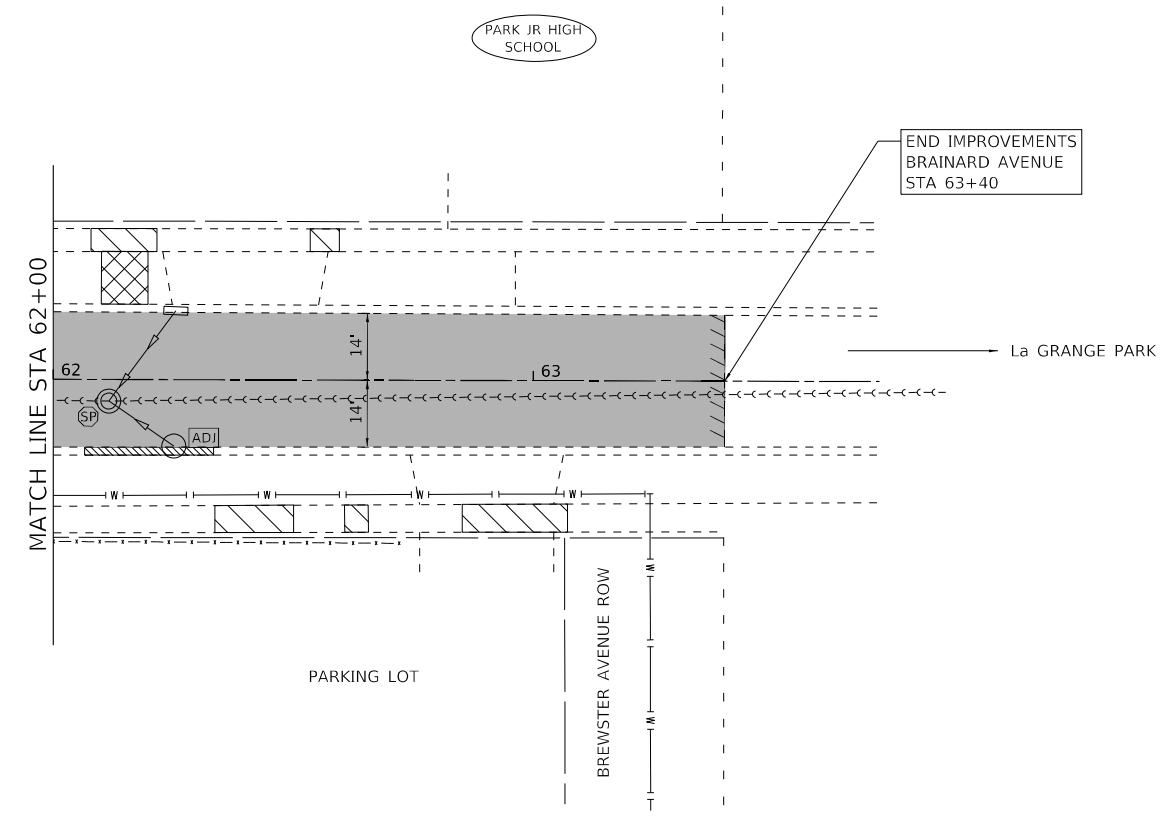 PARK JR HIGH
SCHOOL
END IMPROVEMENTS
BRAINARD AVENUE
STA 63+40
MATCH LINE STA 62+00
14'
62
63
La GRANGE PARK
SP
14'
ADJ
W
W
W
W
W
BREWSTER AVENUE ROW
PARKING LOT
W